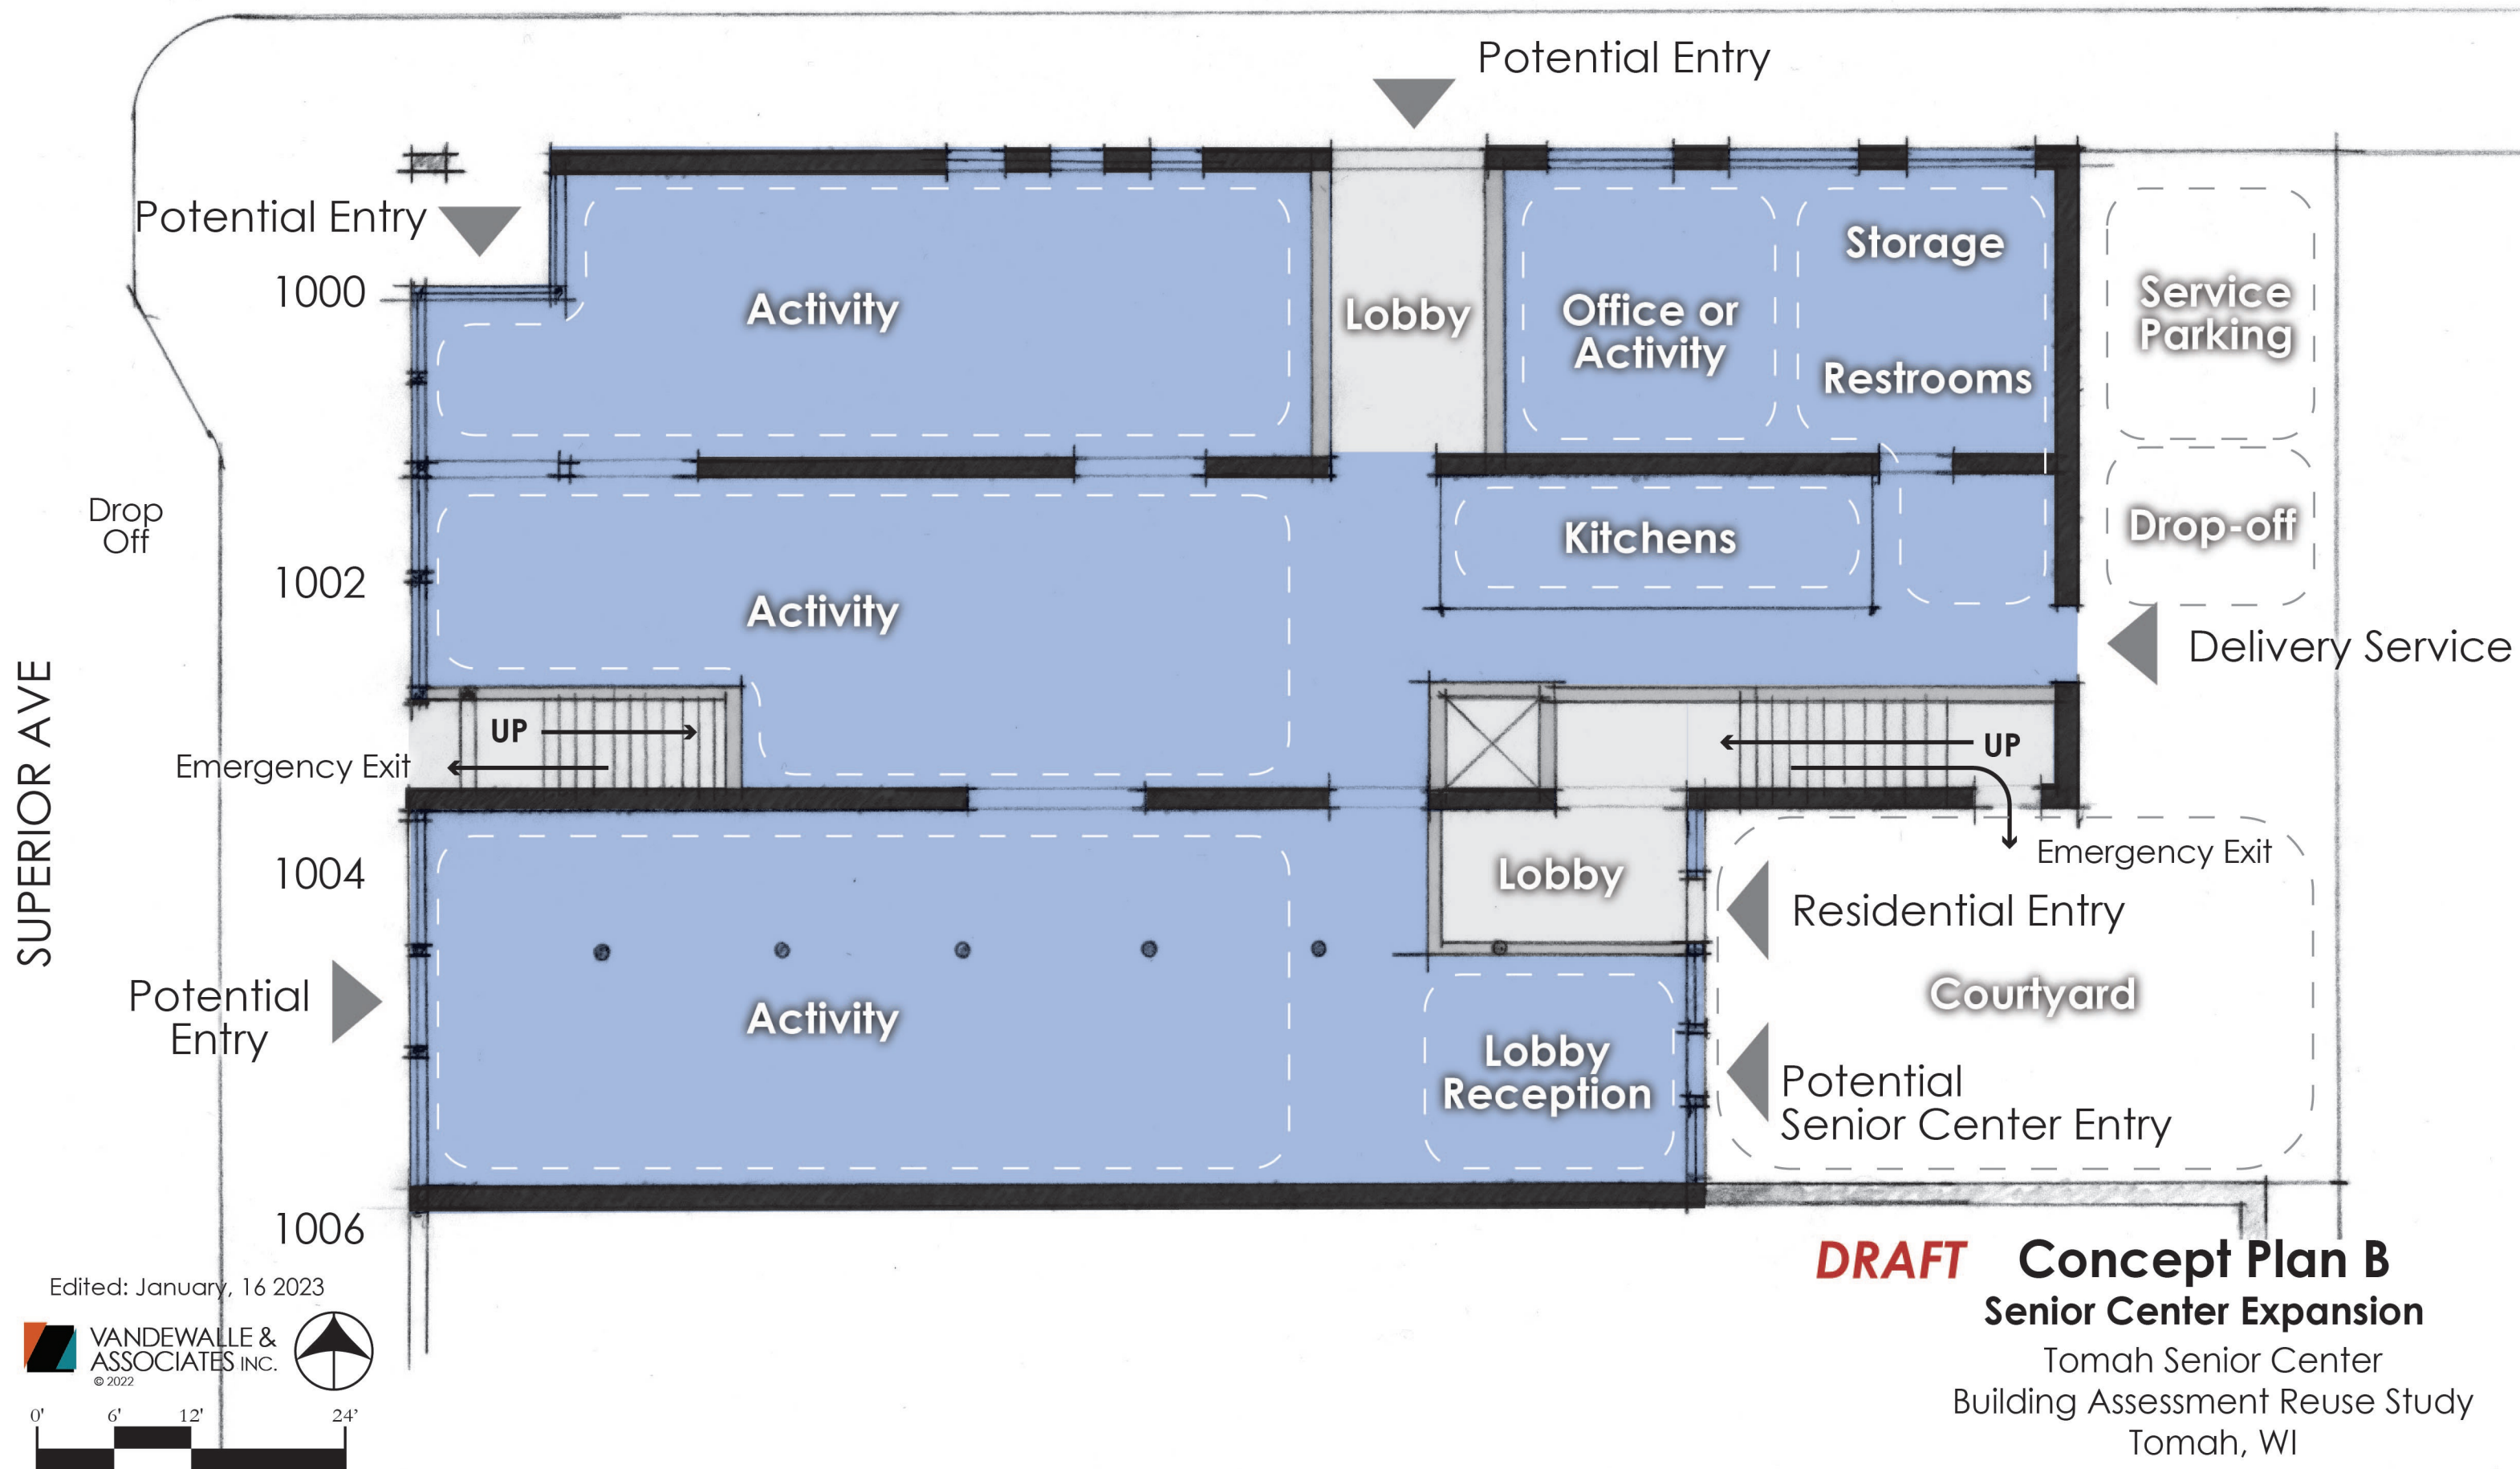 Potential Entry
Potential Entry
1000
Activity
Lobby
Office or
Activity
Storage
Restrooms
Service
Parking
Drop
Off
1002
Activity
Kitchens
Drop-off
Delivery Service
SUPERIOR AVE
UP
Emergency Exit
UP
Emergency Exit
1004
Lobby
Residential Entry
Courtyard
Potential
Entry
Activity
Lobby
Reception
Potential
Senior Center Entry
1006
Edited: January, 16 2023
VANDEWALLE &
ASSOCIATES INC.
© 2022
0' 6' 12' 24'
DRAFT Concept Plan B
Senior Center Expansion
Tomah Senior Center
Building Assessment Reuse Study
Tomah, WI